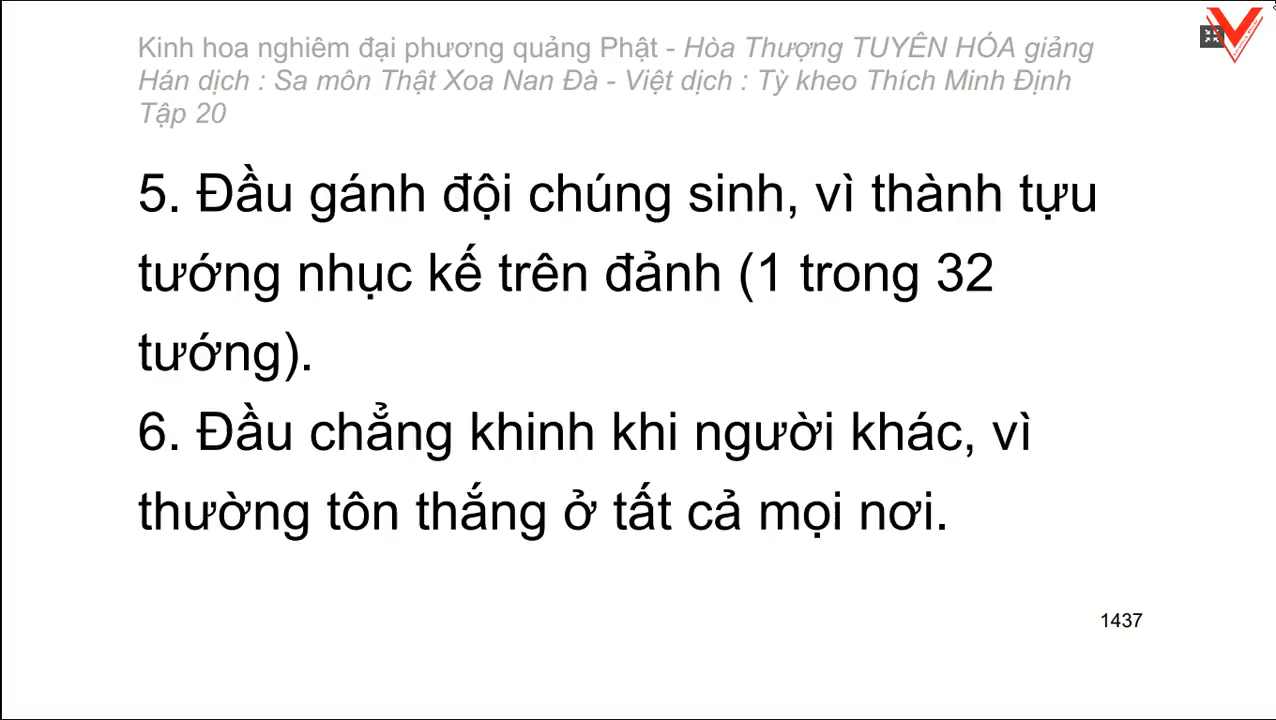 Kinh hoa nghiêm đại phương quảng Phật - Hòa Thượng TUYÊN HÓA giảng
Hán dịch : Sa môn Thật Xoa Nan Đà - Việt dịch : Tỳ kheo Thích Minh Định
Tập 20
5. Đầu gánh đội chúng sinh, vì thành tựu
tướng nhục kế trên đảnh (1 trong 32
tướng).
6. Đầu chẳng khinh khi người khác, vì
thường tôn thắng ở tất cả mọi nơi.
1437